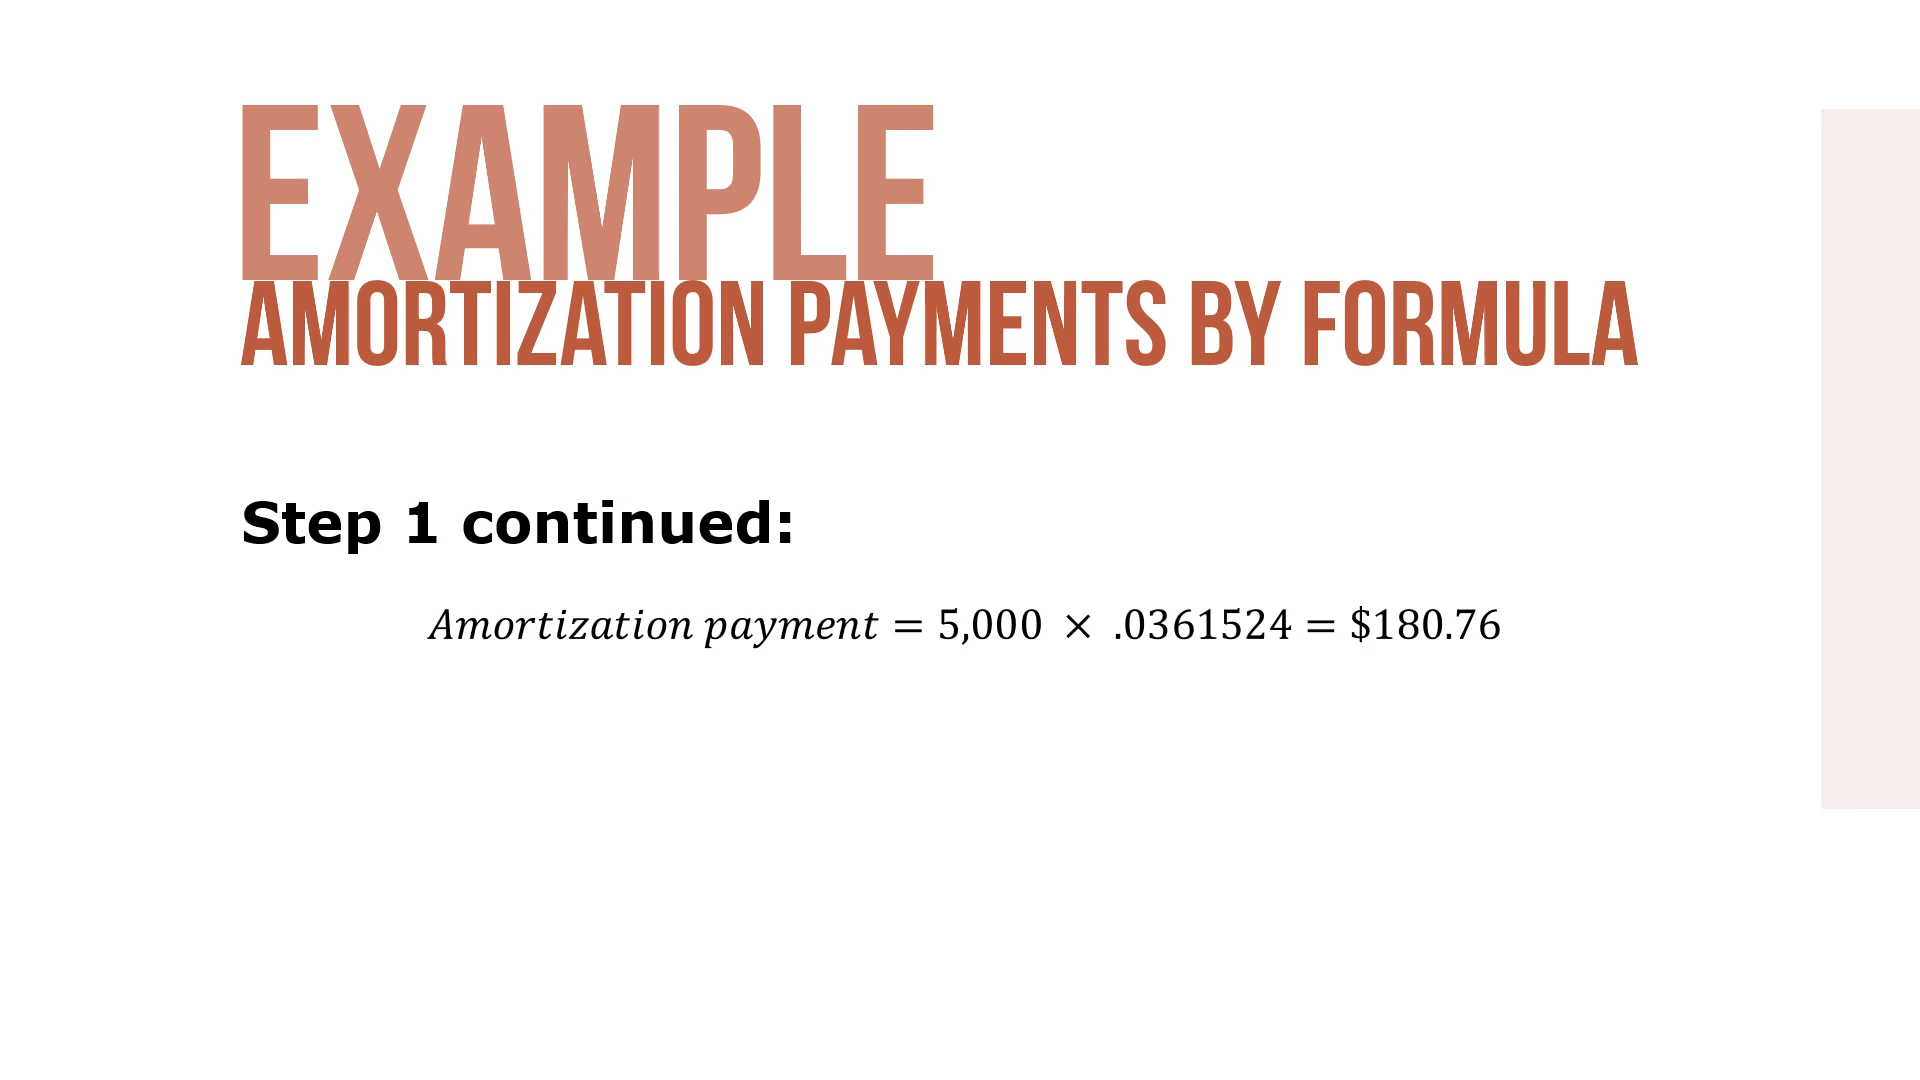 EXAMPLE
AMORTIZATION PAYMENTS BY FORMULA
Step 1 continued:
Amortization payment = 5,000 × .0361524 = $180.76